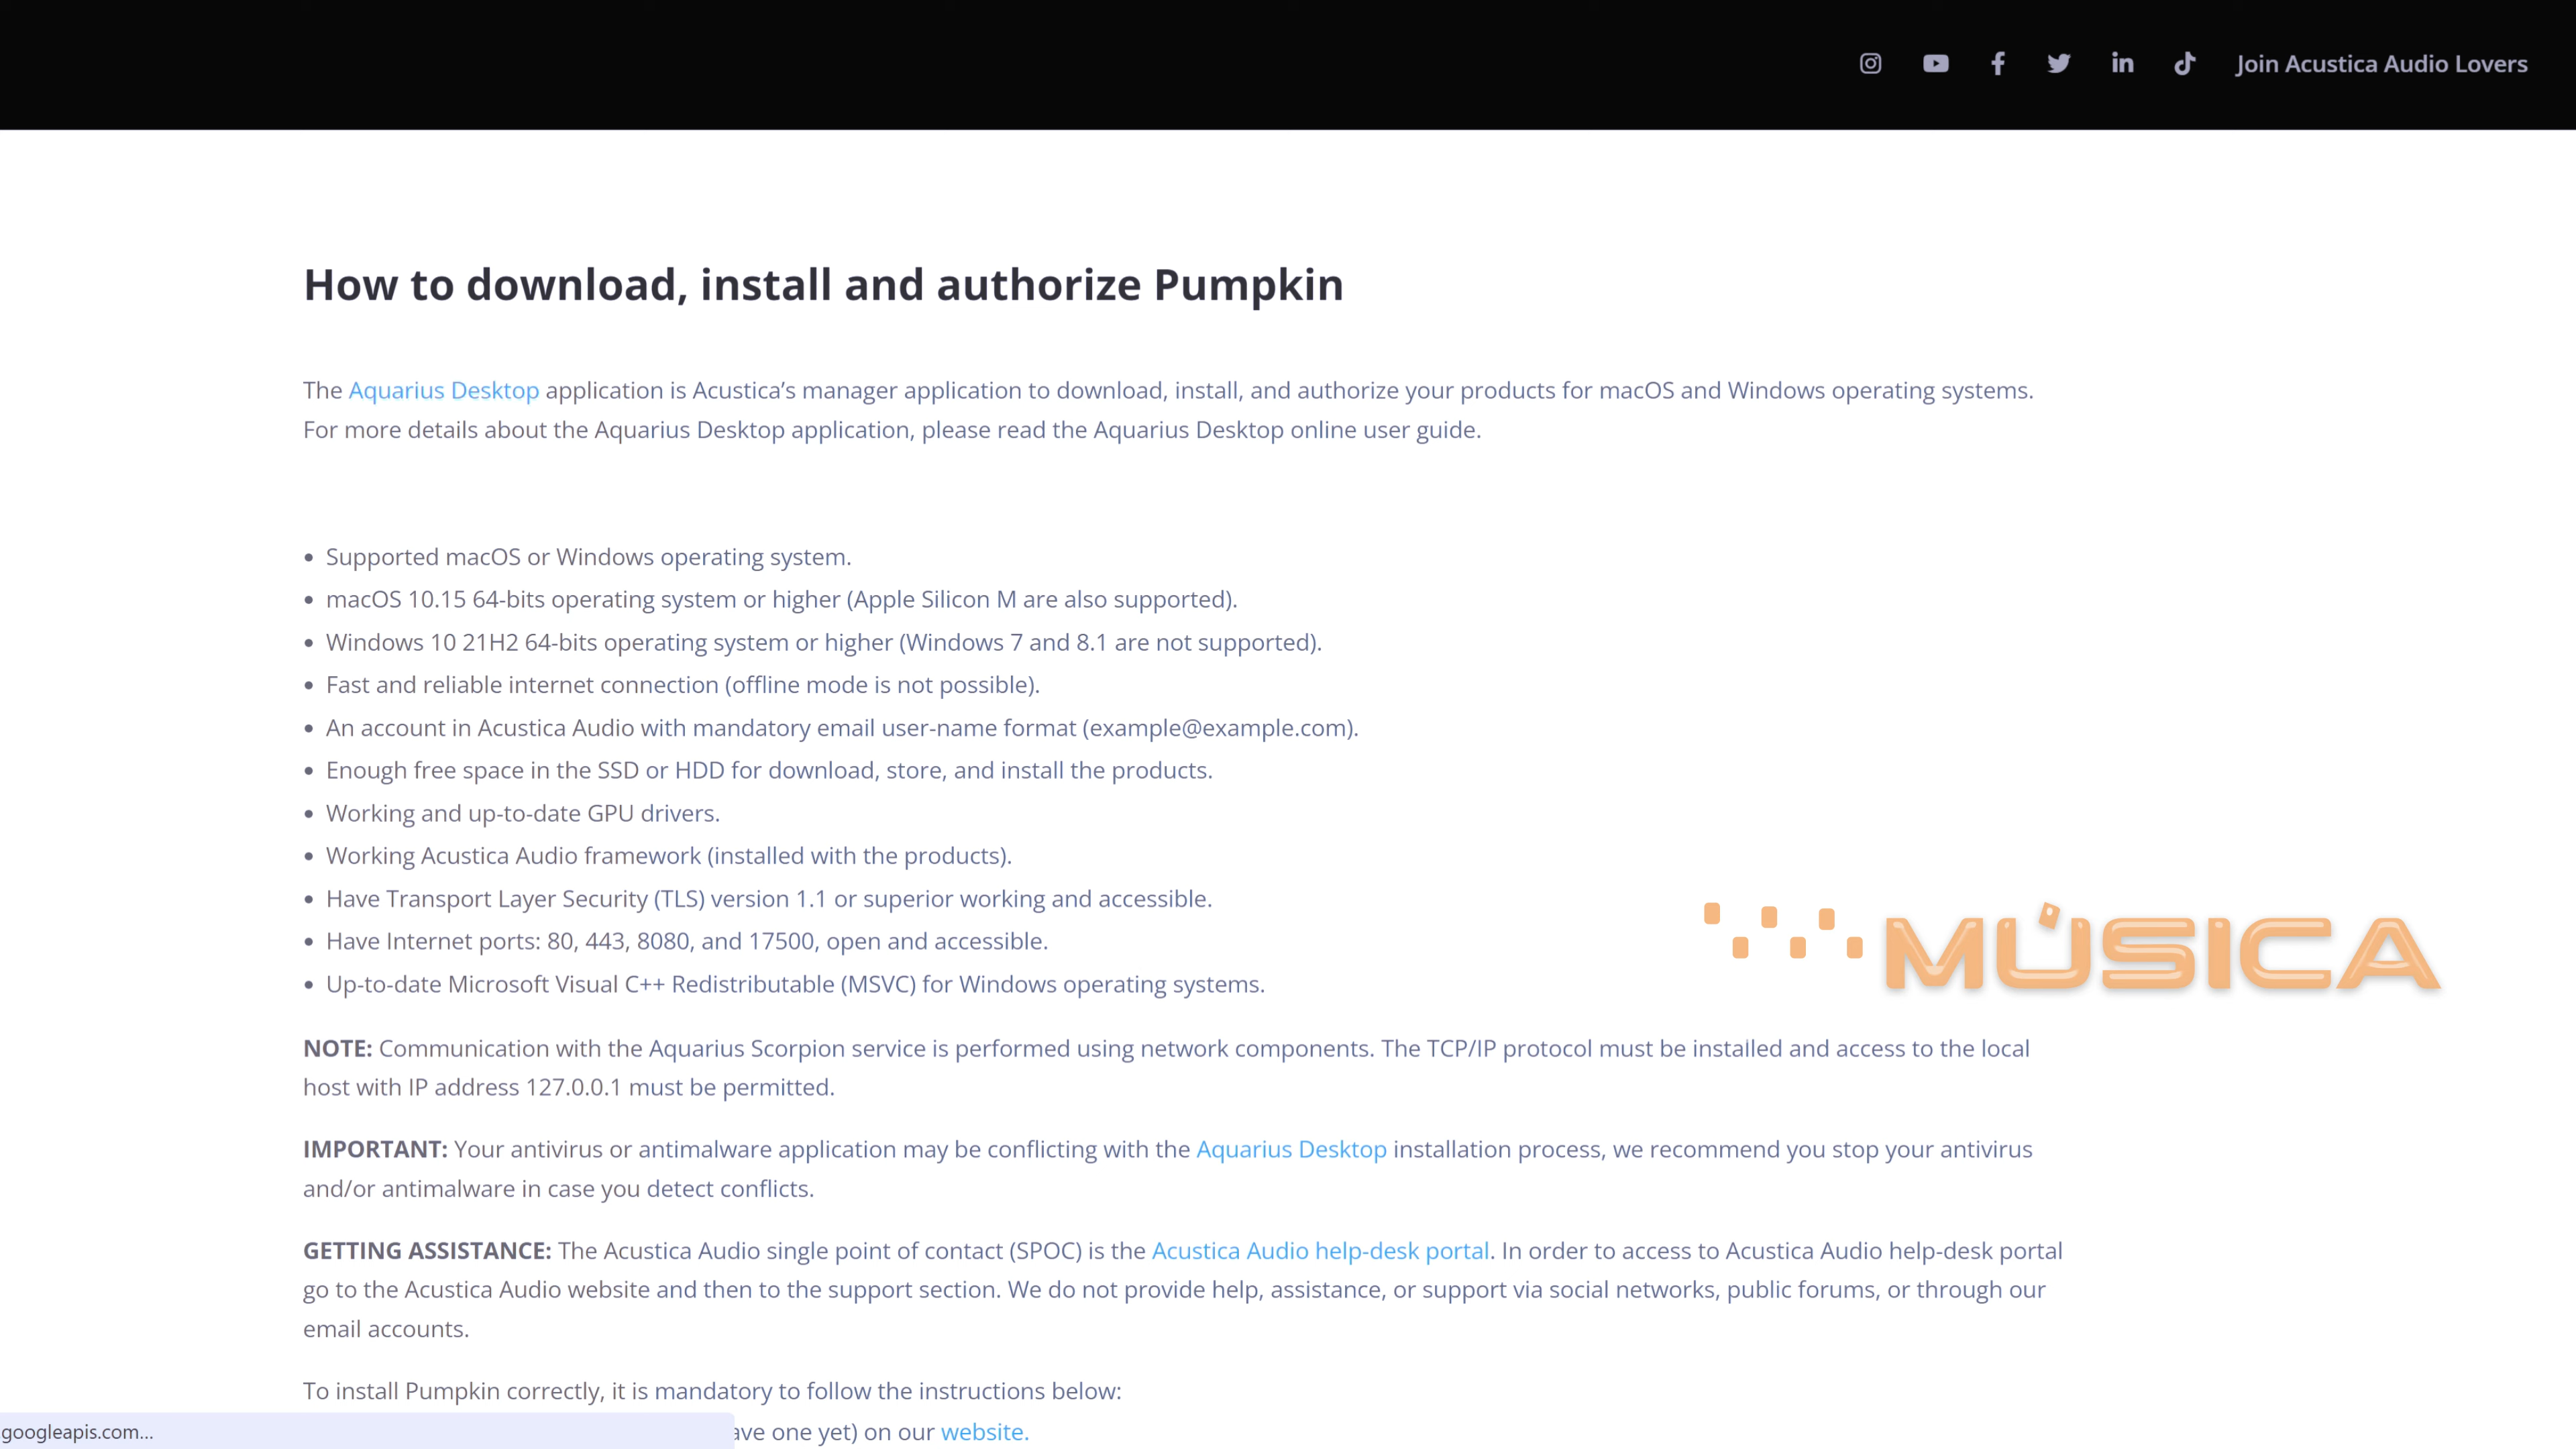 Join Acustica Audio Lovers
How to download, install and authorize Pumpkin
The Aquarius Desktop application is Acustica’s manager application to download, install, and authorize your products for macOS and Windows operating systems.
For more details about the Aquarius Desktop application, please read the Aquarius Desktop online user guide.
• Supported macOS or Windows operating system.
• macOS 10.15 64-bits operating system or higher (Apple Silicon M are also supported).
• Windows 10 21H2 64-bits operating system or higher (Windows 7 and 8.1 are not supported).
• Fast and reliable internet connection (offline mode is not possible).
• An account in Acustica Audio with mandatory email user-name format (example@example.com).
• Enough free space in the SSD or HDD for download, store, and install the products.
• Working and up-to-date GPU drivers.
• Working Acustica Audio framework (installed with the products).
• Have Transport Layer Security (TLS) version 1.1 or superior working and accessible.
• Have Internet ports: 80, 443, 8080, and 17500, open and accessible.
• Up-to-date Microsoft Visual C++ Redistributable (MSVC) for Windows operating systems.
MÚSICA
NOTE: Communication with the Aquarius Scorpion service is performed using network components. The TCP/IP protocol must be installed and access to the local
host with IP address 127.0.0.1 must be permitted.
IMPORTANT: Your antivirus or antimalware application may be conflicting with the Aquarius Desktop installation process, we recommend you stop your antivirus
and/or antimalware in case you detect conflicts.
GETTING ASSISTANCE: The Acustica Audio single point of contact (SPOC) is the Acustica Audio help-desk portal. In order to access to Acustica Audio help-desk portal
go to the Acustica Audio website and then to the support section. We do not provide help, assistance, or support via social networks, public forums, or through our
email accounts.
To install Pumpkin correctly, it is mandatory to follow the instructions below:
googleapis.com... ave one yet) on our website.